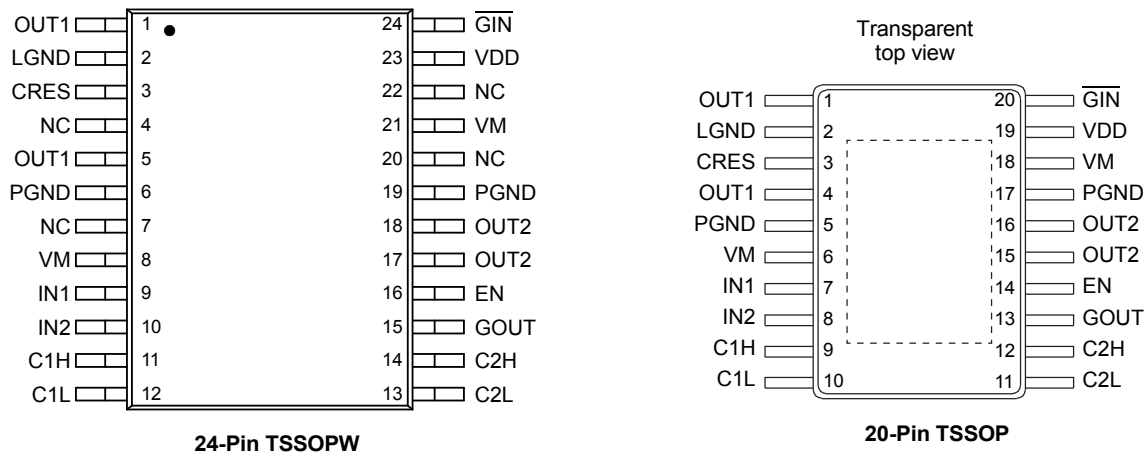 OUT1 1 24 GIN
LGND 2 23 VDD
CRES 3 22 NC
NC 4 21 VM
OUT1 5 20 NC
PGND 6 19 PGND
NC 7 18 OUT2
VM 8 17 OUT2
IN1 9 16 EN
IN2 10 15 GOUT
C1H 11 14 C2H
C1L 12 13 C2L
24-Pin TSSOPW
Transparent
top view
OUT1 1 20 GIN
LGND 2 19 VDD
CRES 3 18 VM
OUT1 4 17 PGND
PGND 5 16 OUT2
VM 6 15 OUT2
IN1 7 14 EN
IN2 8 13 GOUT
C1H 9 12 C2H
C1L 10 11 C2L
20-Pin TSSOP